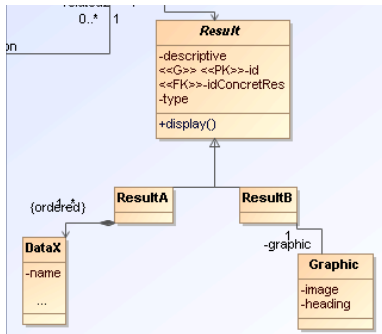 0..*
1
on
Result
-descriptive
<<G>> <<PK>>-id
<<FK>>-idConcretRes
-type
+display()
ResultA
ResultB
{ordered}
1..*
DataX
-name
...
1
-graphic
Graphic
-image
-heading